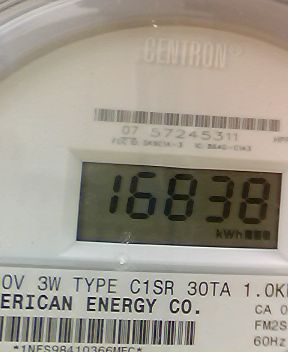 CENTRON®
07 57245311
16838
kWh
0V 3W TYPE C1SR 30TA 1.0K
ERICAN ENERGY CO.
CA 0
FM2S
60Hz